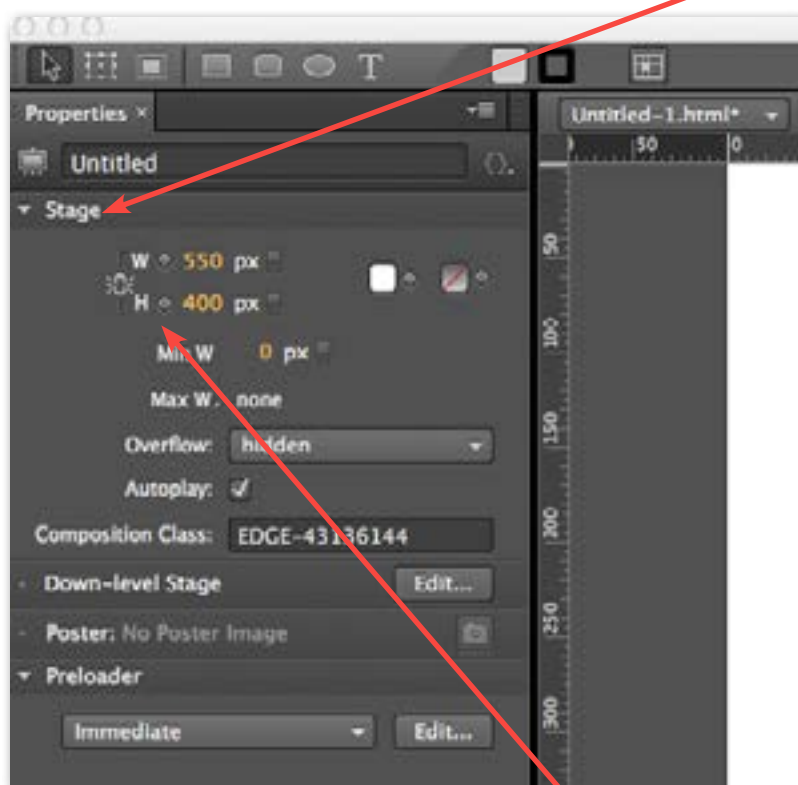 T
Properties ×
Untitled-1.html*
Untitled
50
0
Stage
W 550 px
H 400 px
Min W 0 px
Max W. none
Overflow: hidden
Autoplay:
Composition Class: EDGE-43136144
Down-level Stage Edit...
Poster: No Poster Image
Preloader
Immediate Edit...
50
100
150
200
250
300